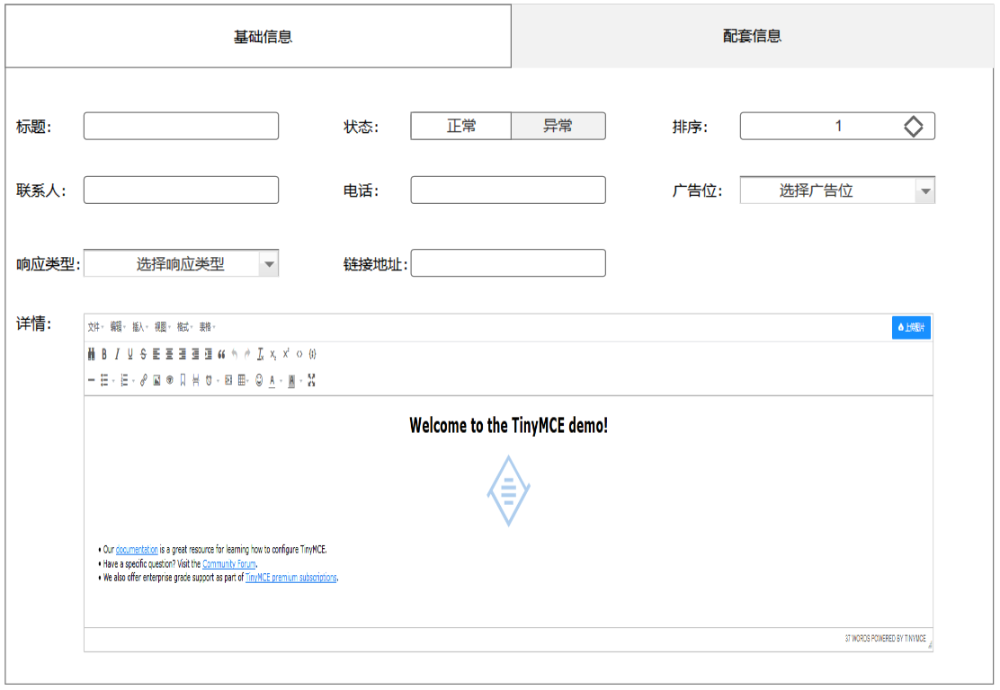 基础信息 配套信息
标题: 状态: 正常 异常 排序: 1
联系人: 电话: 广告位: 选择广告位
响应类型: 选择响应类型 链接地址:
详情: 文件 编辑 插入 视图 格式 表格 上传图片
Welcome to the TinyMCE demo!
• Our documentation is a great resource for learning how to configure TinyMCE.
• Have a specific question? Visit the Community Forum.
• We also offer enterprise grade support as part of TinyMCE premium subscriptions.
37 WORDS POWERED BY TINYMCE